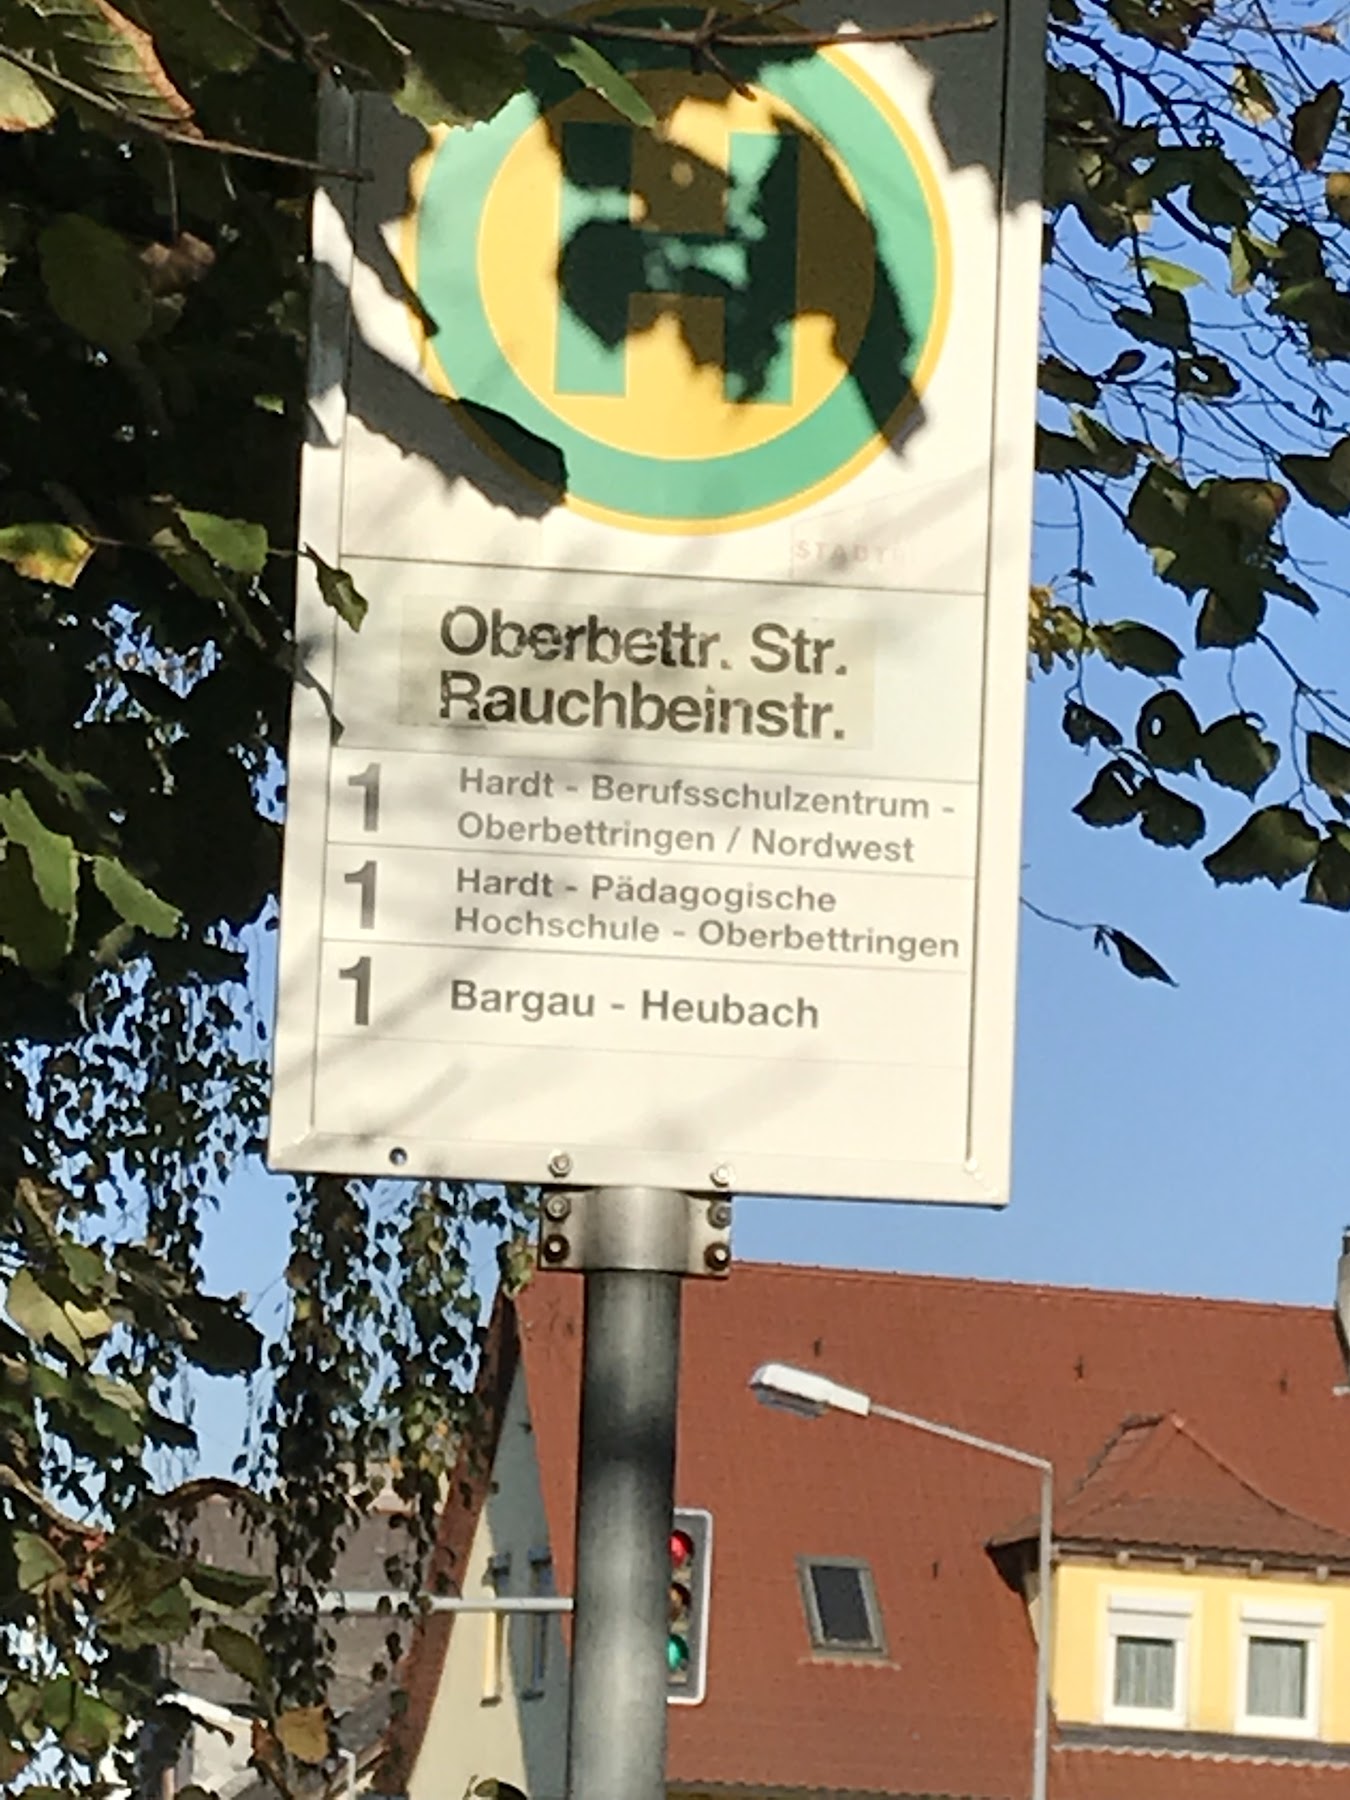 H
Oberbettr. Str.
Rauchbeinstr.
1 Hardt - Berufsschulzentrum -
Oberbettringen / Nordwest
1 Hardt - Pädagogische
Hochschule - Oberbettringen
1 Bargau - Heubach